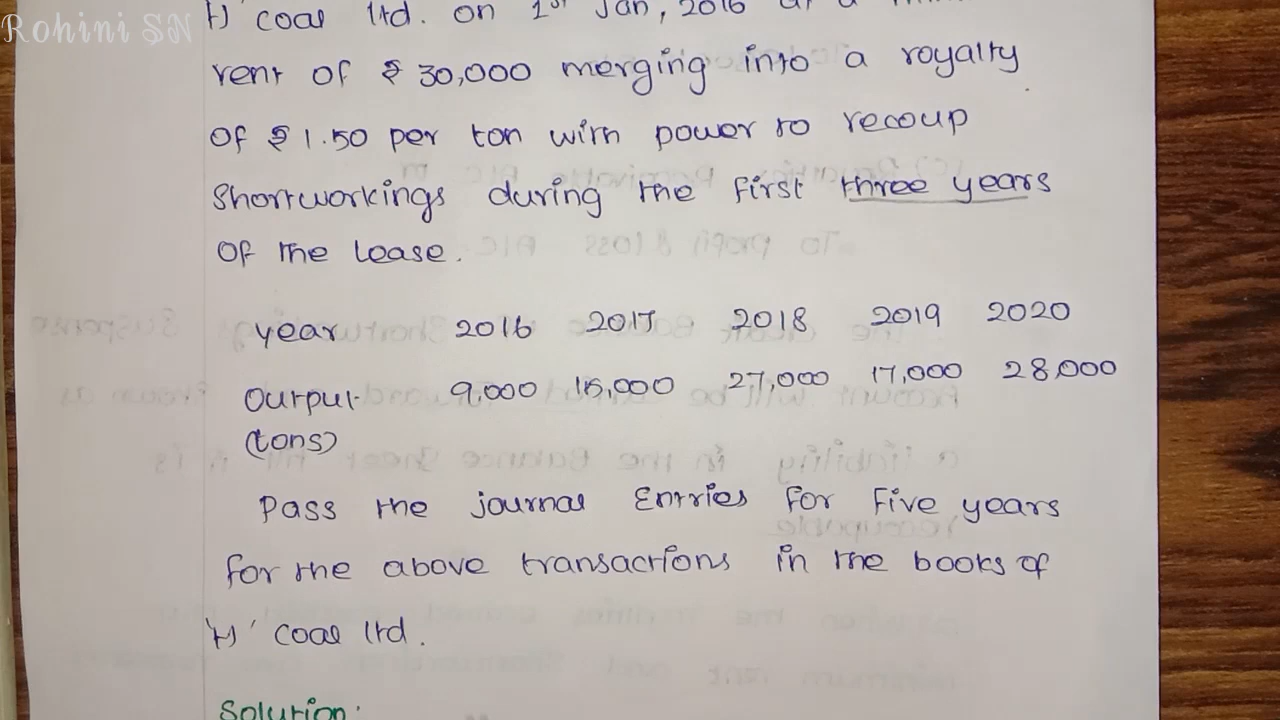 Rohini SN
'H' coal ltd. on 1st Jan, 2016 at a
rent of ₹ 30,000 merging into a royalty
of ₹ 1.50 per ton with power to recoup
Shortworkings during the first three years
of the lease.
year 2016 2017 2018 2019 2020
Output 9,000 15,000 27,000 17,000 28,000
(tons)
Pass the journal Entries for five years
for the above transactions in the books of
'H' coal ltd.
Solution: